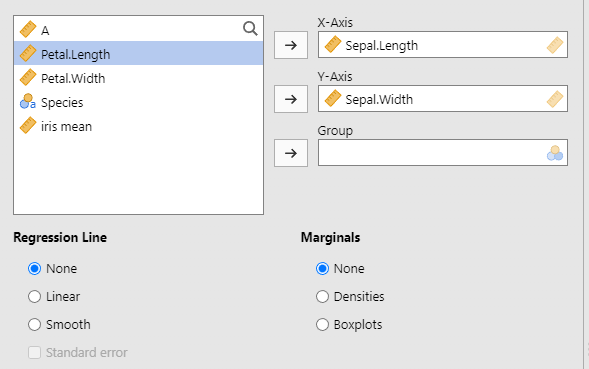 A
Petal.Length
Petal.Width
Species
iris mean
X-Axis
Sepal.Length
Y-Axis
Sepal.Width
Group
Regression Line
None
Linear
Smooth
Standard error
Marginals
None
Densities
Boxplots